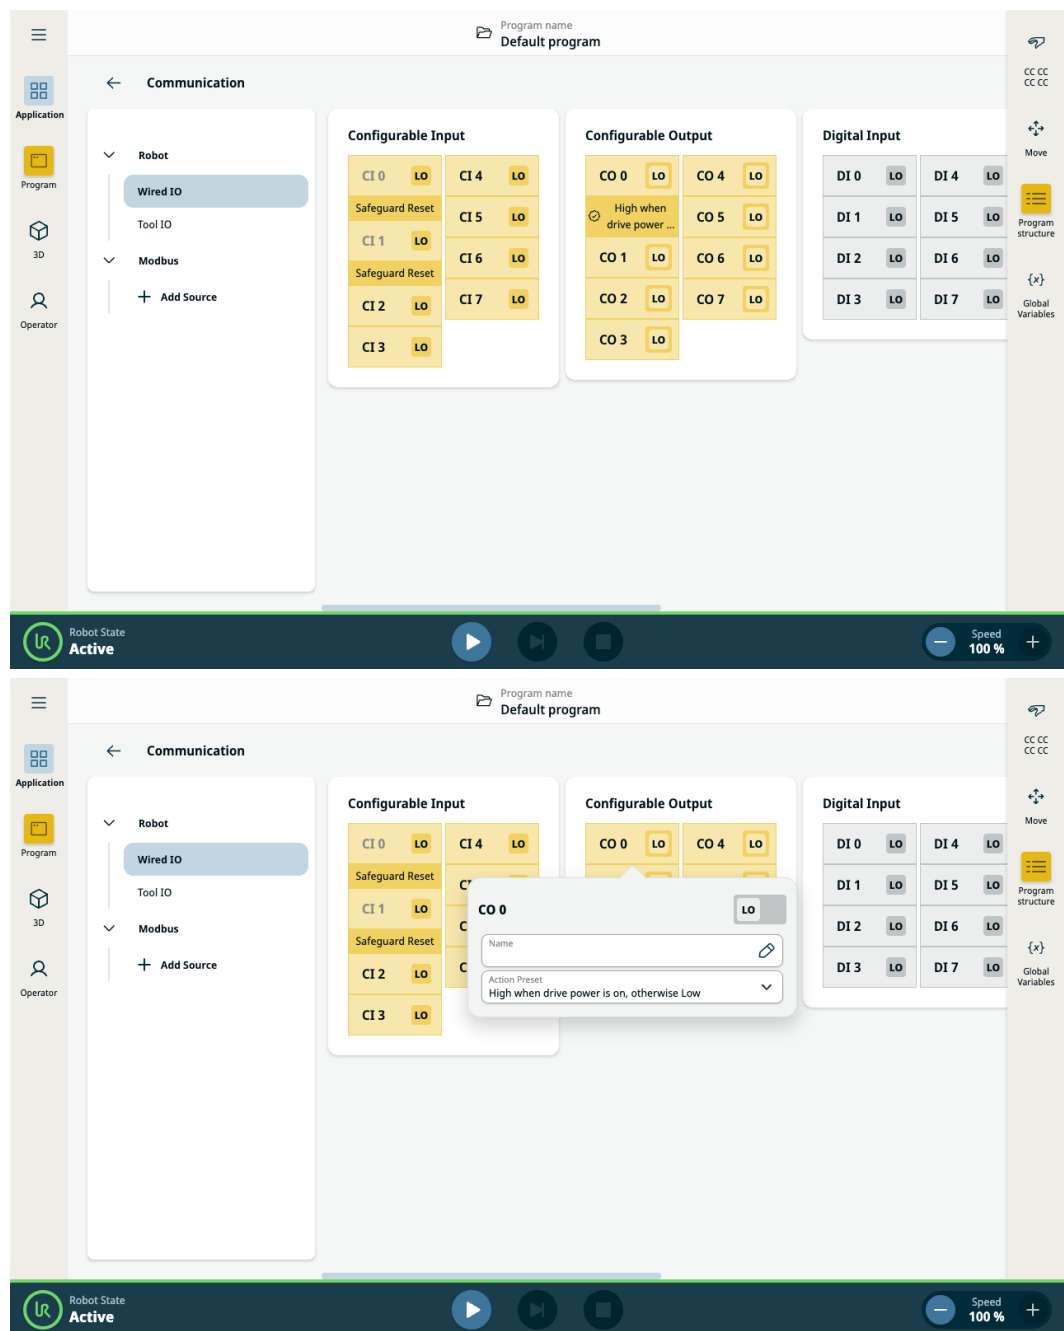 Program name
Default program
Application
Program
3D
Operator
Communication
Robot
Wired IO
Tool IO
Modbus
Add Source
Configurable Input
CI 0 LO CI 4 LO
Safeguard Reset
CI 5 LO
CI 1 LO
CI 6 LO
Safeguard Reset
CI 2 LO CI 7 LO
CI 3 LO
Configurable Output
CO 0 LO CO 4 LO
High when
drive power ...
CO 5 LO
CO 1 LO CO 6 LO
CO 2 LO CO 7 LO
CO 3 LO
Digital Input
DI 0 LO DI 4 LO
DI 1 LO DI 5 LO
DI 2 LO DI 6 LO
DI 3 LO DI 7 LO
CC CC
CC CC
Move
Program
structure
{x}
Global
Variables
UR
Robot State
Active
Speed
100 %
Program name
Default program
Application
Program
3D
Operator
Communication
Robot
Wired IO
Tool IO
Modbus
Add Source
Configurable Input
CI 0 LO CI 4 LO
Safeguard Reset
CI 1 LO
Safeguard Reset
CI 2 LO
CI 3 LO
Configurable Output
CO 0 LO CO 4 LO
CO 0 LO
Name
Action Preset
High when drive power is on, otherwise Low
Digital Input
DI 0 LO DI 4 LO
DI 1 LO DI 5 LO
DI 2 LO DI 6 LO
DI 3 LO DI 7 LO
CC CC
CC CC
Move
Program
structure
{x}
Global
Variables
UR
Robot State
Active
Speed
100 %